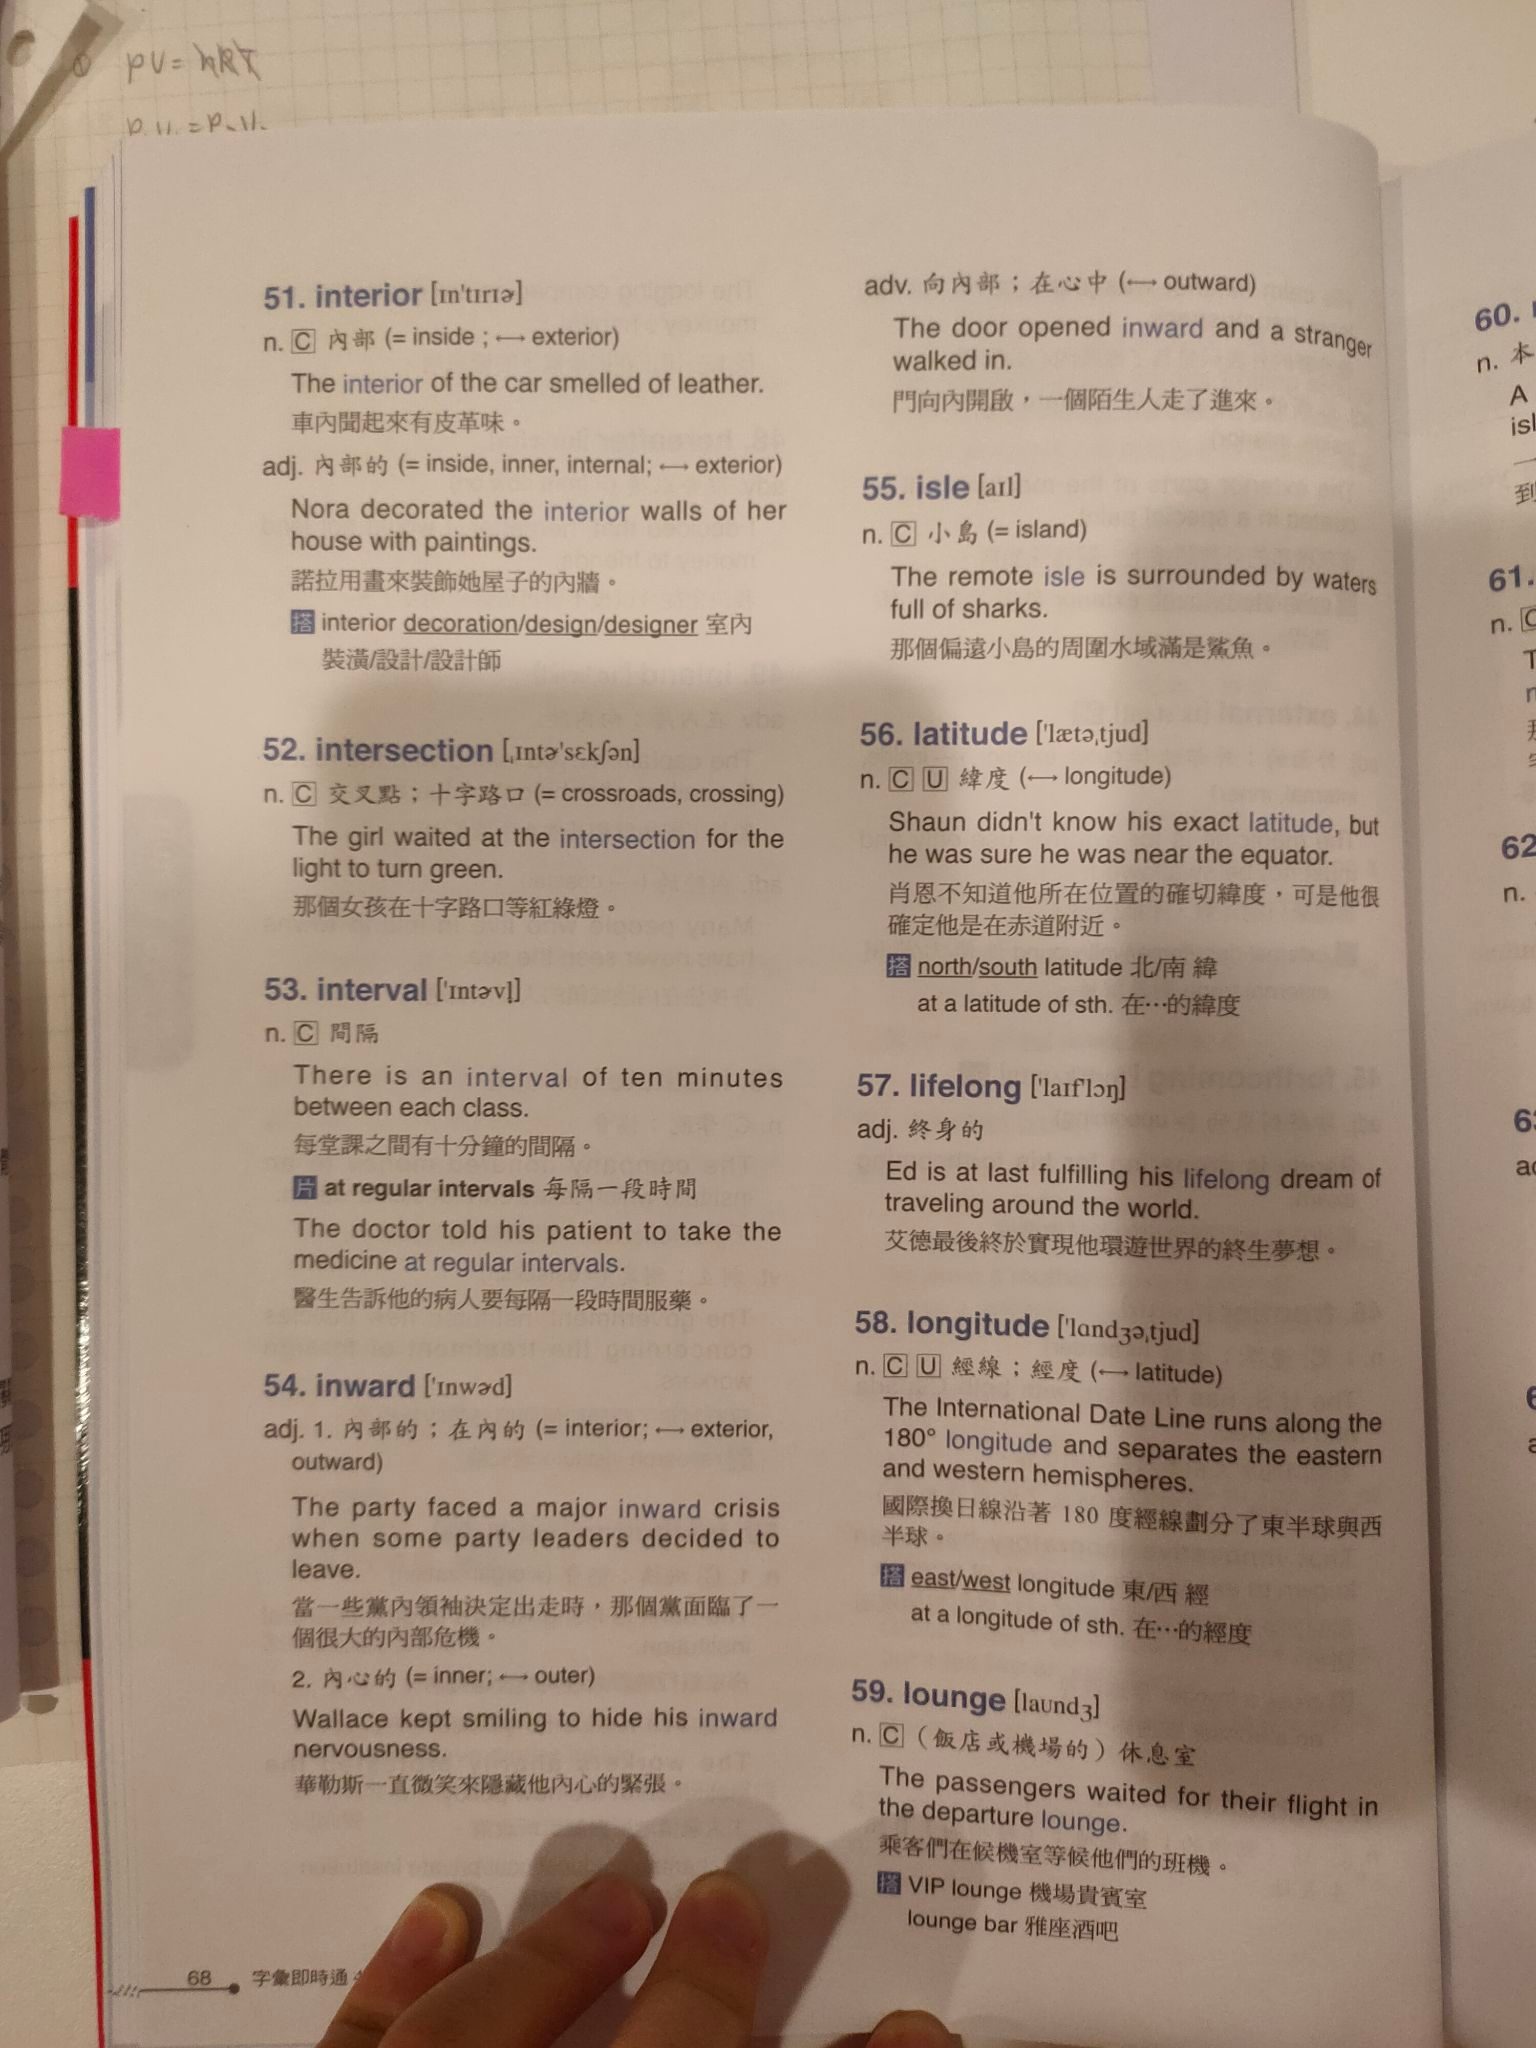 PV = nRT
51. interior [ɪn'tɪrɪɚ]
n. C 內部 (= inside ; ←→ exterior)
The interior of the car smelled of leather.
車內聞起來有皮革味。
adj. 內部的 (= inside, inner, internal; ←→ exterior)
Nora decorated the interior walls of her
house with paintings.
諾拉用畫來裝飾她屋子的內牆。
搭 interior decoration/design/designer 室內
裝潢/設計/設計師
52. intersection [ˌɪntɚ'sɛkʃən]
n. C 交叉點；十字路口 (= crossroads, crossing)
The girl waited at the intersection for the
light to turn green.
那個女孩在十字路口等紅綠燈。
53. interval ['ɪntɚvl̩]
n. C 間隔
There is an interval of ten minutes
between each class.
每堂課之間有十分鐘的間隔。
片 at regular intervals 每隔一段時間
The doctor told his patient to take the
medicine at regular intervals.
醫生告訴他的病人要每隔一段時間服藥。
54. inward ['ɪnwɚd]
adj. 1. 內部的；在內的 (= interior; ←→ exterior,
outward)
The party faced a major inward crisis
when some party leaders decided to
leave.
當一些黨內領袖決定出走時，那個黨面臨了一
個很大的內部危機。
2. 內心的 (= inner; ←→ outer)
Wallace kept smiling to hide his inward
nervousness.
華勒斯一直微笑來隱藏他內心的緊張。
68 字彙即時通
adv. 向內部；在心中 (←→ outward)
The door opened inward and a stranger
walked in.
門向內開啟，一個陌生人走了進來。
55. isle [aɪl]
n. C 小島 (= island)
The remote isle is surrounded by waters
full of sharks.
那個偏遠小島的周圍水域滿是鯊魚。
56. latitude ['lætəˌtjud]
n. C U 緯度 (←→ longitude)
Shaun didn't know his exact latitude, but
he was sure he was near the equator.
肖恩不知道他所在位置的確切緯度，可是他很
確定他是在赤道附近。
搭 north/south latitude 北/南 緯
at a latitude of sth. 在…的緯度
57. lifelong ['laɪf'lɔŋ]
adj. 終身的
Ed is at last fulfilling his lifelong dream of
traveling around the world.
艾德最後終於實現他環遊世界的終生夢想。
58. longitude ['lɑndʒəˌtjud]
n. C U 經線；經度 (←→ latitude)
The International Date Line runs along the
180° longitude and separates the eastern
and western hemispheres.
國際換日線沿著 180 度經線劃分了東半球與西
半球。
搭 east/west longitude 東/西 經
at a longitude of sth. 在…的經度
59. lounge [laʊndʒ]
n. C （飯店或機場的）休息室
The passengers waited for their flight in
the departure lounge.
乘客們在候機室等候他們的班機。
搭 VIP lounge 機場貴賓室
lounge bar 雅座酒吧
60.
n. 本
A
61.
n.
62
n.